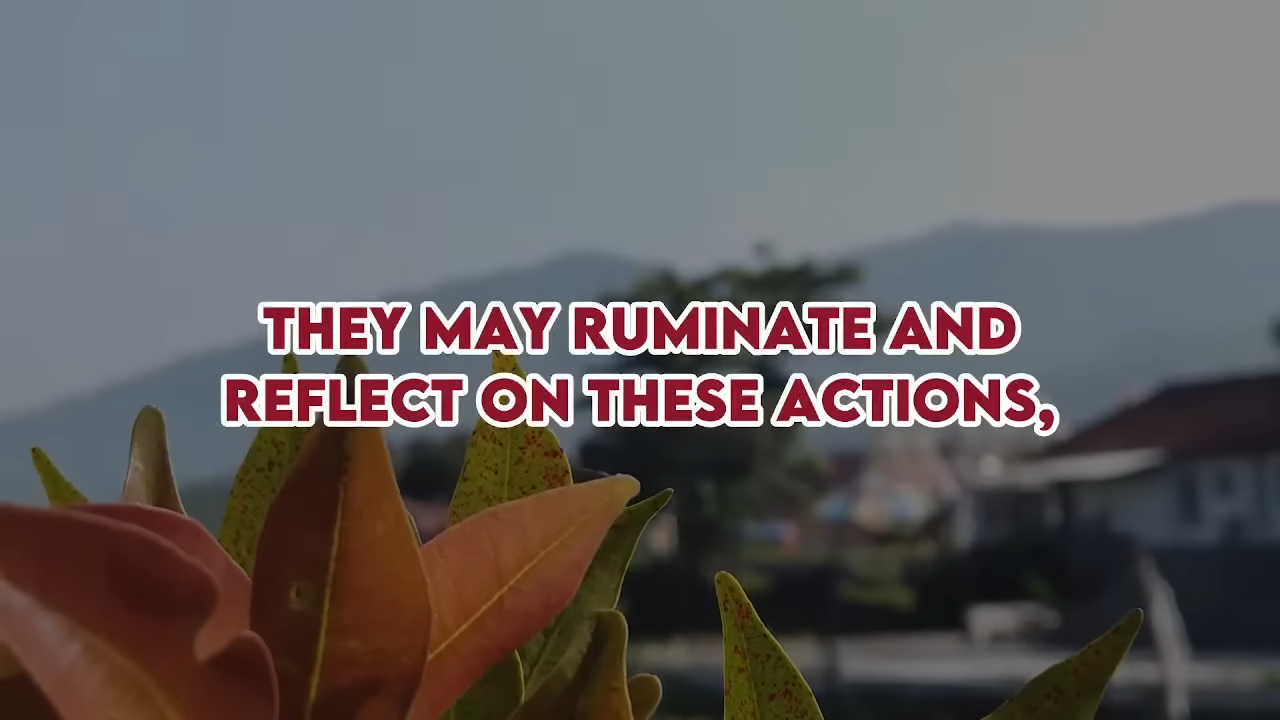 THEY MAY RUMINATE AND
REFLECT ON THESE ACTIONS,